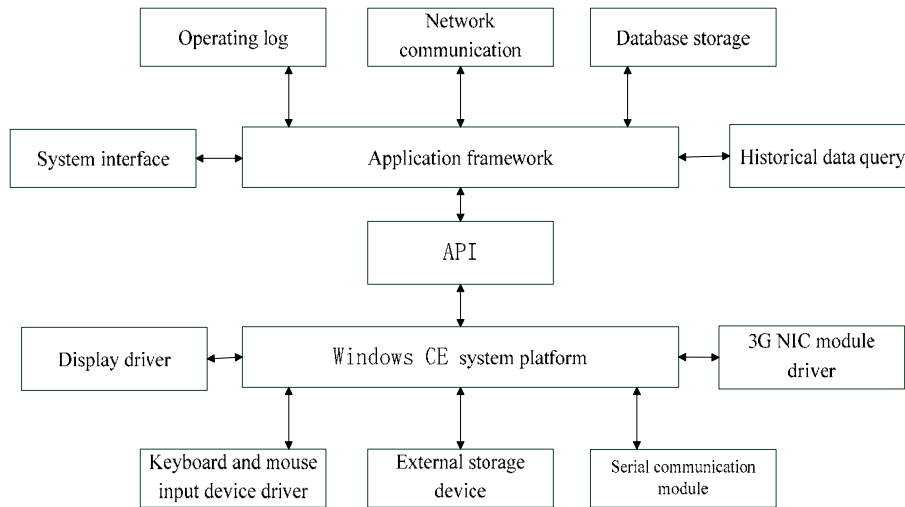 Operating log
Network
communication
Database storage
System interface
Application framework
Historical data query
API
Display driver
Windows CE system platform
3G NIC module
driver
Keyboard and mouse
input device driver
External storage
device
Serial communication
module